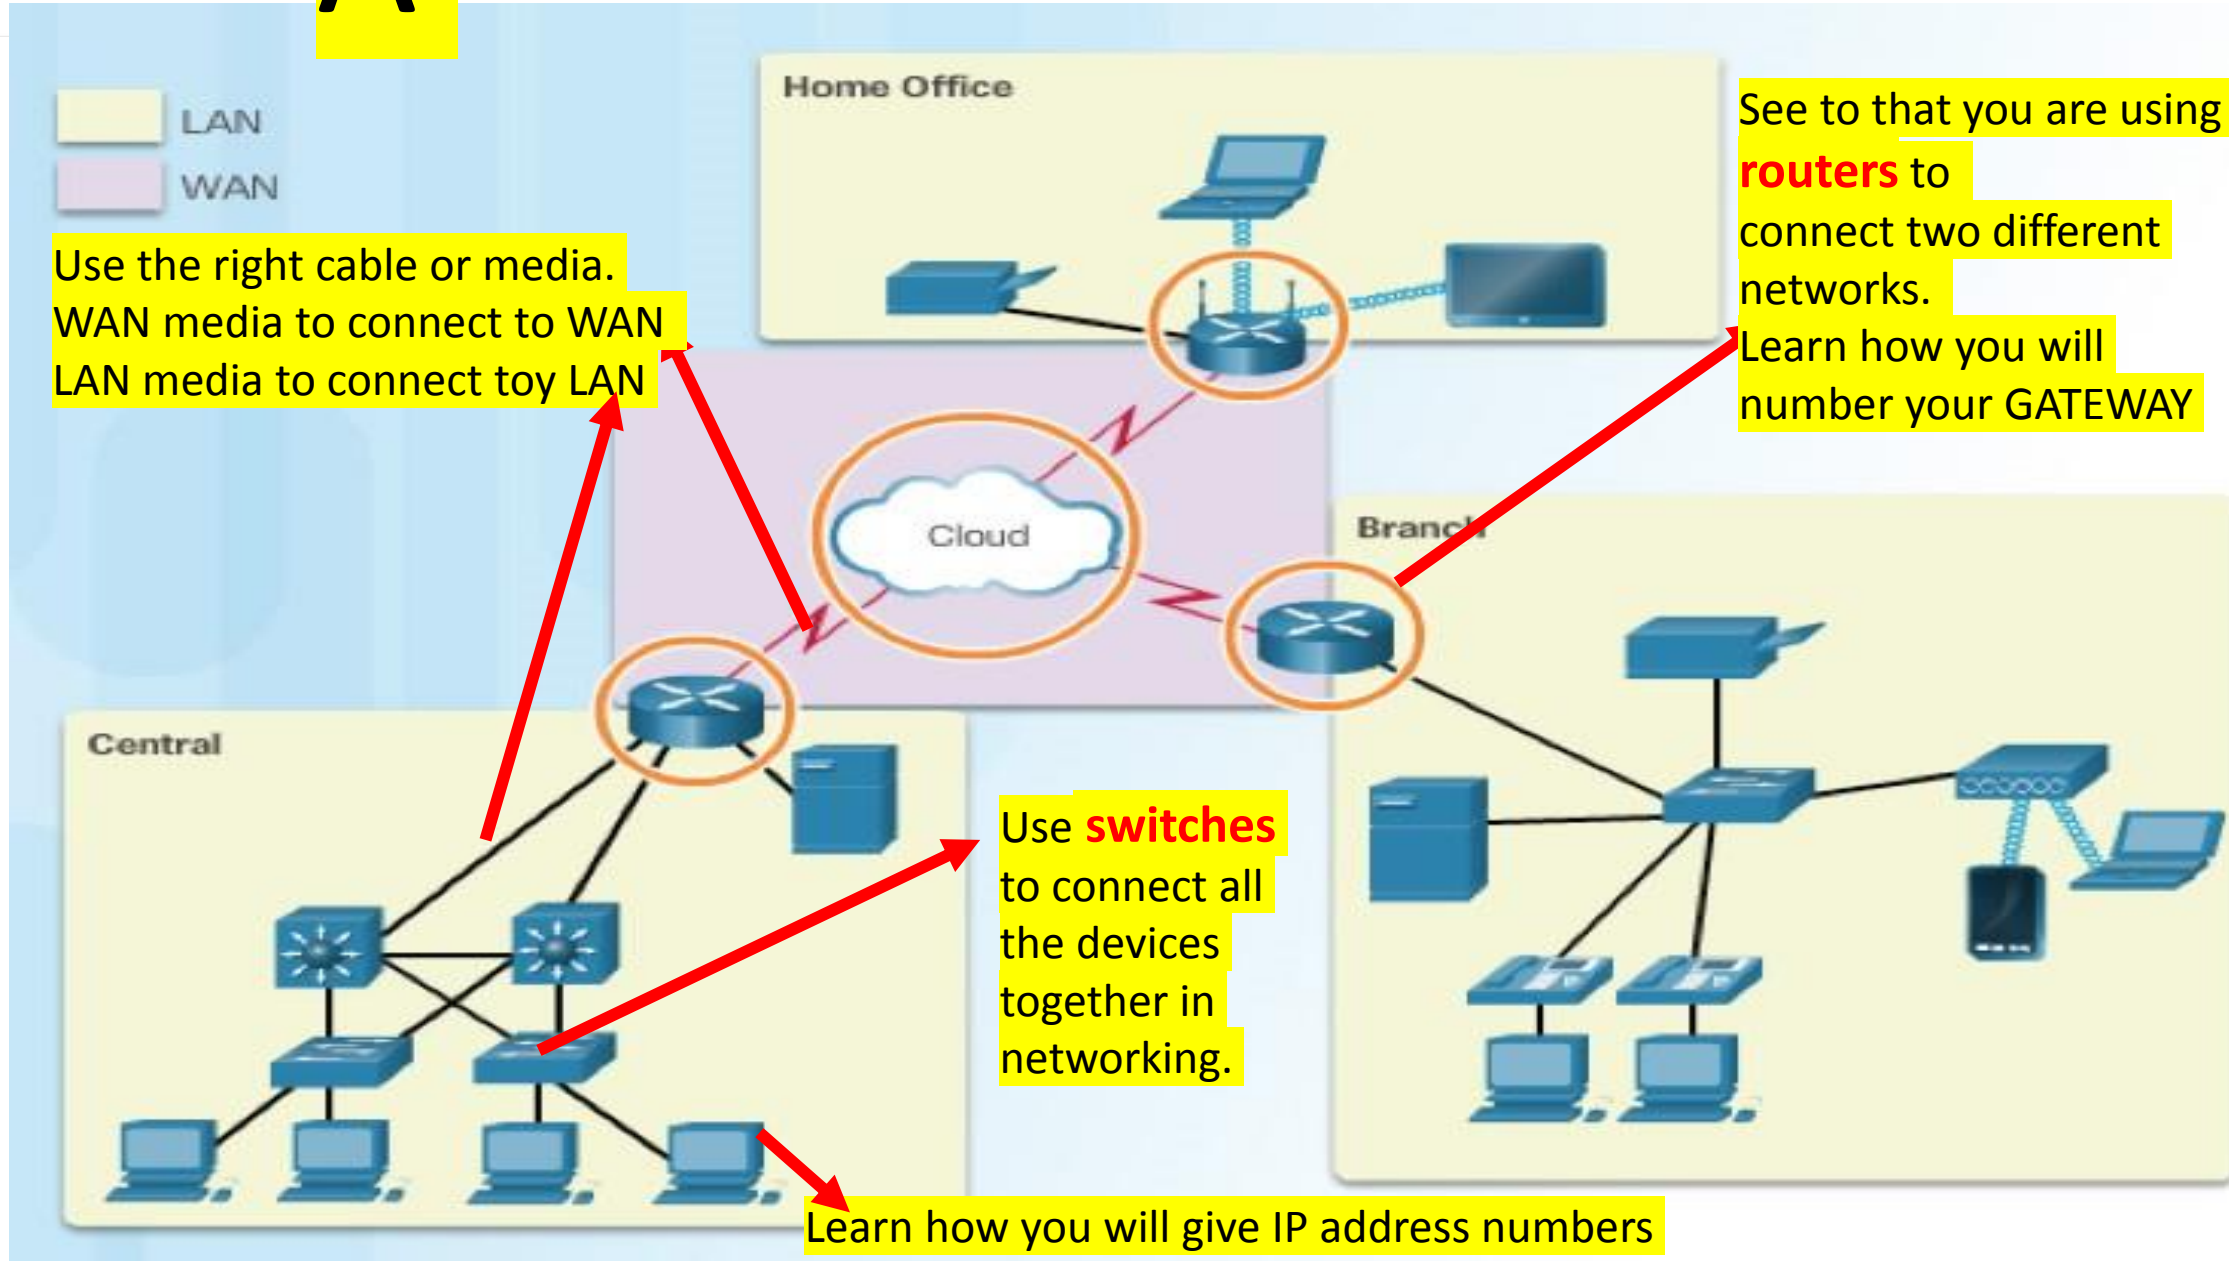 LAN
WAN
Use the right cable or media.
WAN media to connect to WAN
LAN media to connect toy LAN
Home Office
See to that you are using
routers to
connect two different
networks.
Learn how you will
number your GATEWAY
Cloud
Branch
Central
Use switches
to connect all
the devices
together in
networking.
Learn how you will give IP address numbers